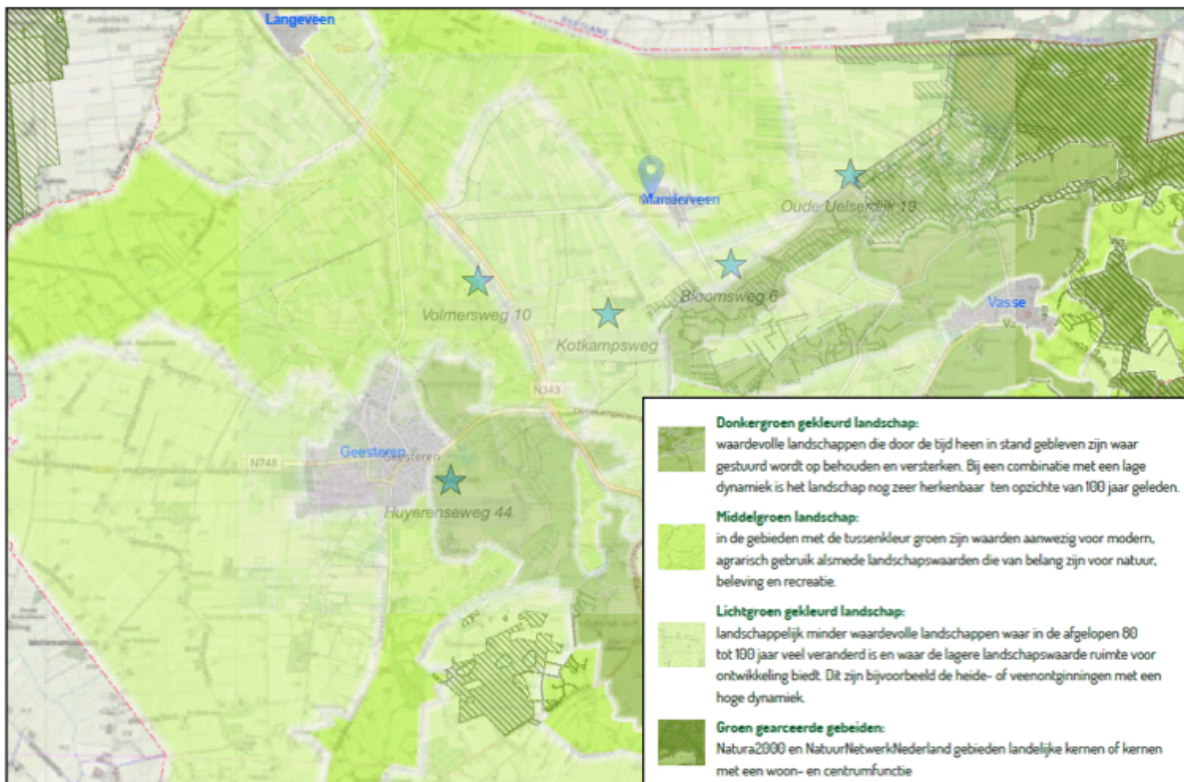 Langeveen
DUITSLAND
Manderveen
Oude Uelserdijk 19
Bloomsweg 6
Volmersweg 10
Kotkampsweg
Vasse
Va
N343
Geesteren
Geesteren
N748
Huyerenseweg 44
Donkergroen gekleurd landschap:
waardevolle landschappen die door de tijd heen in stand gebleven zijn waar
gestuurd wordt op behouden en versterken. Bij een combinatie met een lage
dynamiek is het landschap nog zeer herkenbaar ten opzichte van 100 jaar geleden.
Middelgroen landschap:
in de gebieden met de tussenkleur groen zijn waarden aanwezig voor modern,
agrarisch gebruik alsmede landschapswaarden die van belang zijn voor natuur,
beleving en recreatie.
Lichtgroen gekleurd landschap:
landschappelijk minder waardevolle landschappen waar in de afgelopen 80
tot 100 jaar veel veranderd is en waar de lagere landschapswaarde ruimte voor
ontwikkeling biedt. Dit zijn bijvoorbeeld de heide- of veenontginningen met een
hoge dynamiek.
Groen gearceerde gebeiden:
Natura2000 en NatuurNetwerkNederland gebieden landelijke kernen of kernen
met een woon- en centrumfunctie